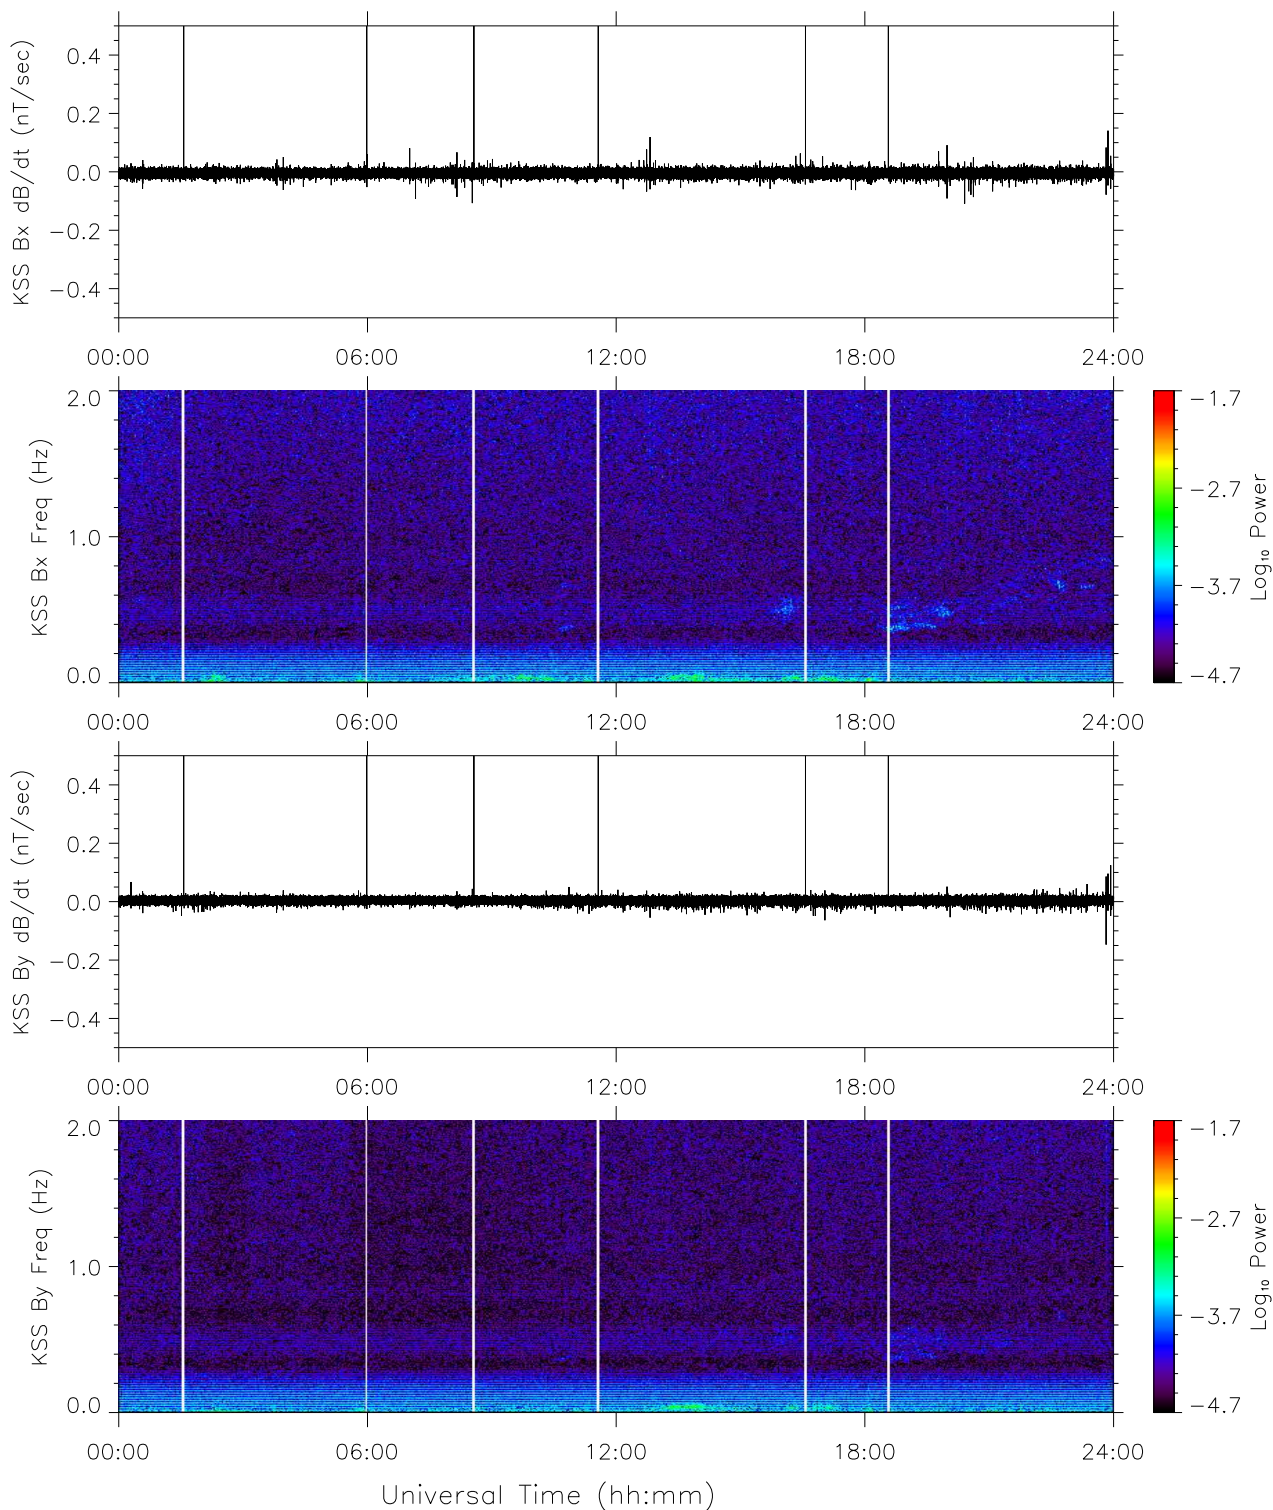 KSS Bx dB/dt (nT/sec)
0.4
0.2
0.0
−0.2
−0.4
00:00 06:00 12:00 18:00 24:00
KSS Bx Freq (Hz)
2.0
1.0
0.0
−1.7
−2.7
−3.7
−4.7
Log₁₀ Power
00:00 06:00 12:00 18:00 24:00
KSS By dB/dt (nT/sec)
0.4
0.2
0.0
−0.2
−0.4
00:00 06:00 12:00 18:00 24:00
KSS By Freq (Hz)
2.0
1.0
0.0
−1.7
−2.7
−3.7
−4.7
Log₁₀ Power
00:00 06:00 12:00 18:00 24:00
Universal Time (hh:mm)